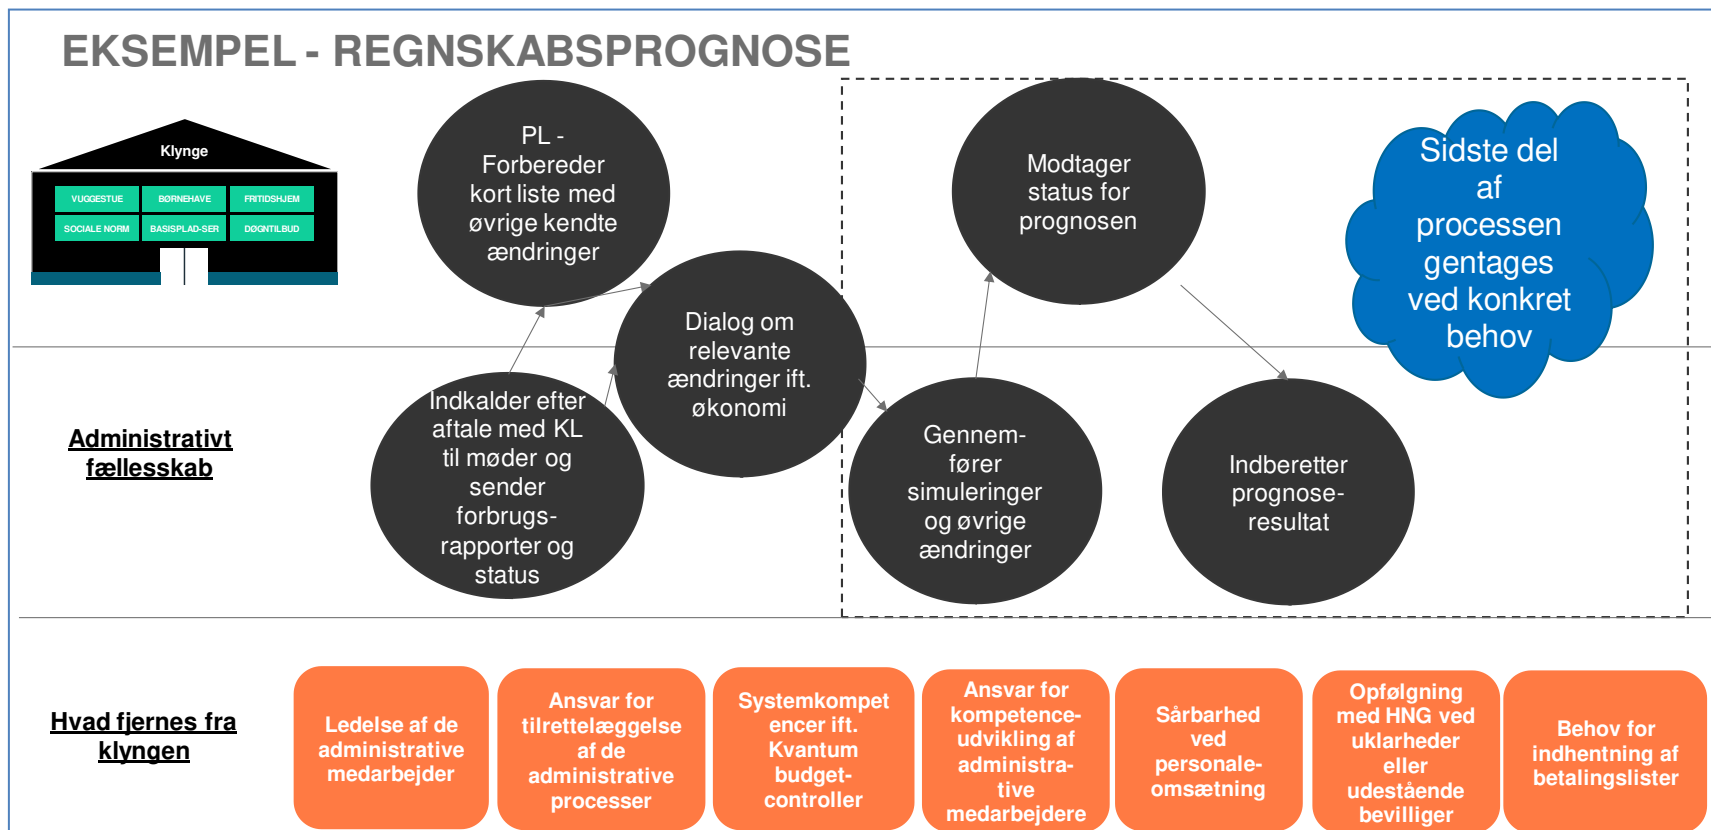 EKSEMPEL - REGNSKABSPROGNOSE
Klynge
VUGGESTUE
BØRNEHAVE
FRITIDSHJEM
SOCIALE NORM
BASISPLAD-SER
DØGNTILBUD
PL -
Forbereder
kort liste med
øvrige kendte
ændringer
Modtager
status for
prognosen
Sidste del
af
processen
gentages
ved konkret
behov
Dialog om
relevante
ændringer ift.
økonomi
Administrativt
fællesskab
Indkalder efter
aftale med KL
til møder og
sender
forbrugs-
rapporter og
status
Gennem-
fører
simuleringer
og øvrige
ændringer
Indberetter
prognose-
resultat
Hvad fjernes fra
klyngen
Ledelse af de
administrative
medarbejder
Ansvar for
tilrettelæggelse
af de
administrative
processer
Systemkompet
encer ift.
Kvantum
budget-
controller
Ansvar for
kompetence-
udvikling af
administra-
tive
medarbejdere
Sårbarhed
ved
personale-
omsætning
Opfølgning
med HNG ved
uklarheder
eller
udestående
bevilliger
Behov for
indhentning af
betalingslister